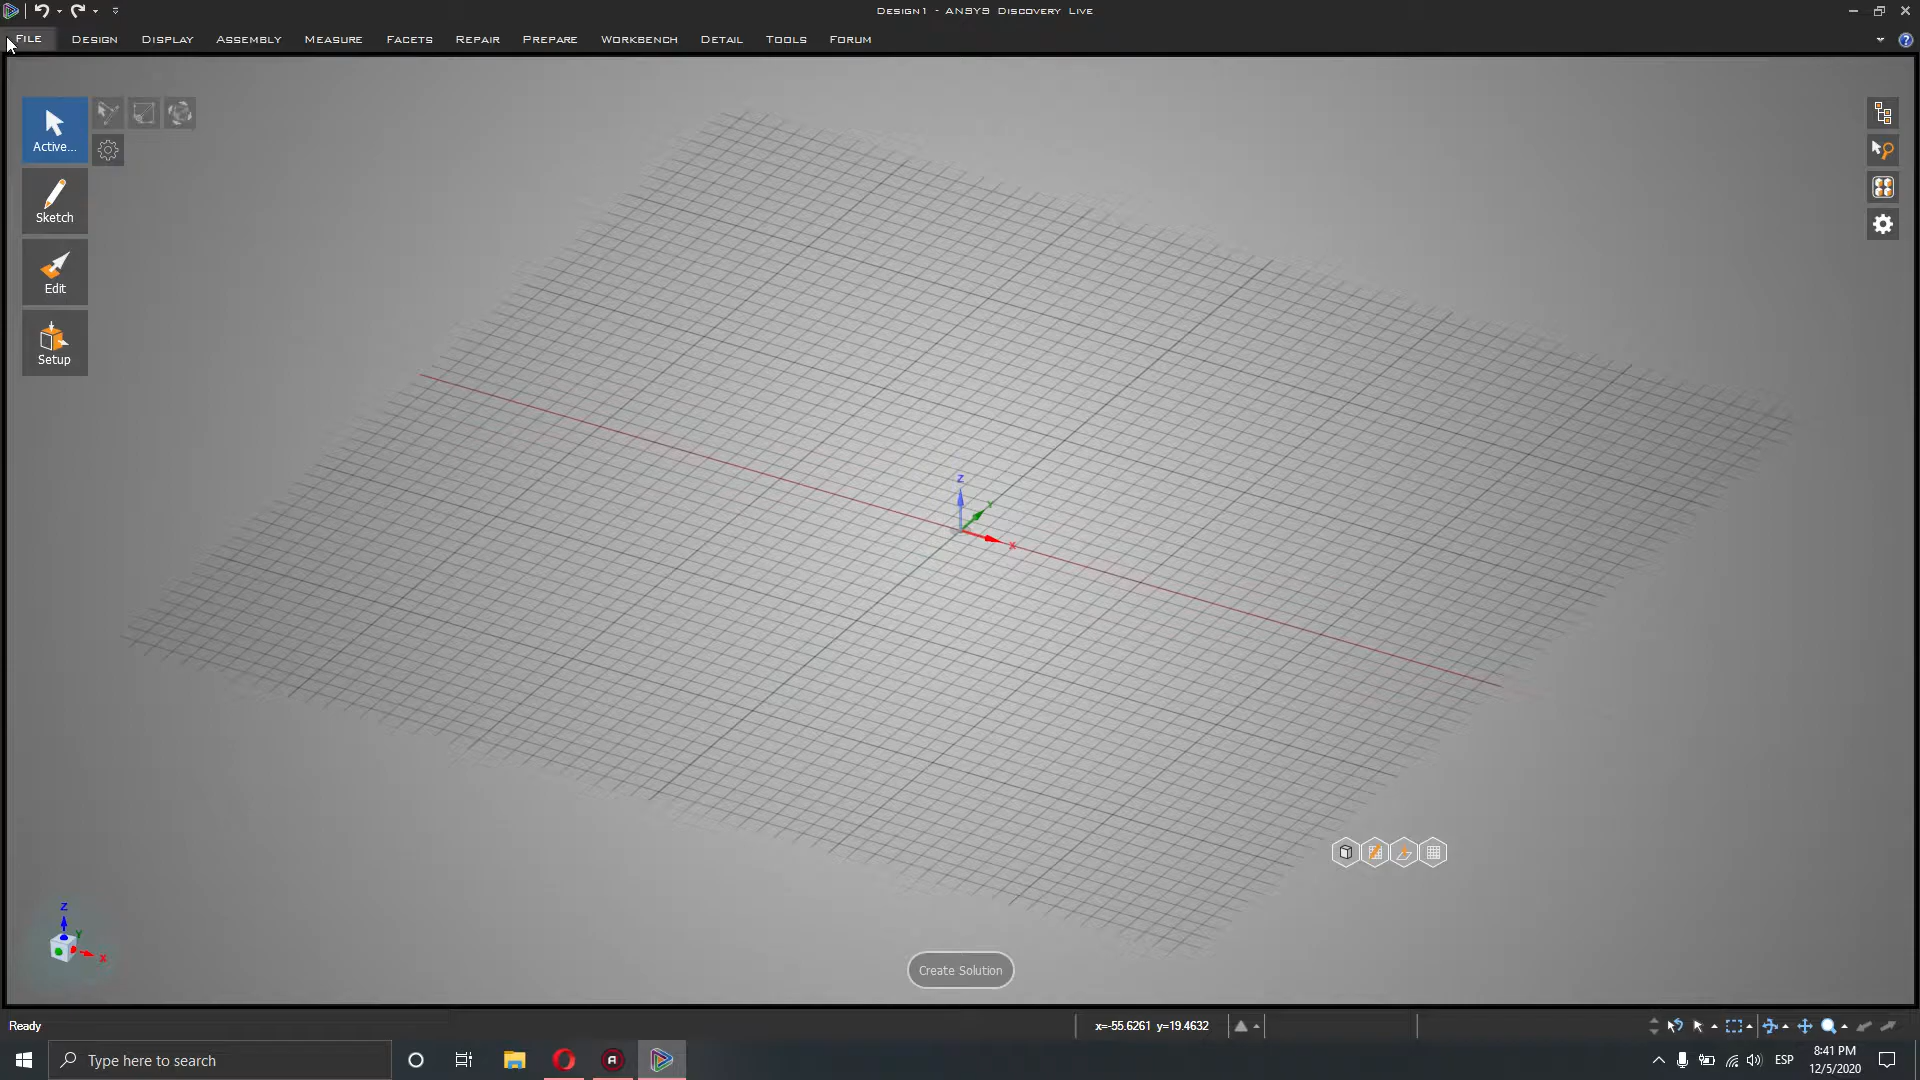 Design1 - ANSYS Discovery Live
File Design Display Assembly Measure Facets Repair Prepare Workbench Detail Tools Forum
Active...
Sketch
Edit
Setup
Z
Y
X
Z
Y
X
Create Solution
Ready
x=-55.6261 y=19.4632
Type here to search
ESP
8:41 PM
12/5/2020